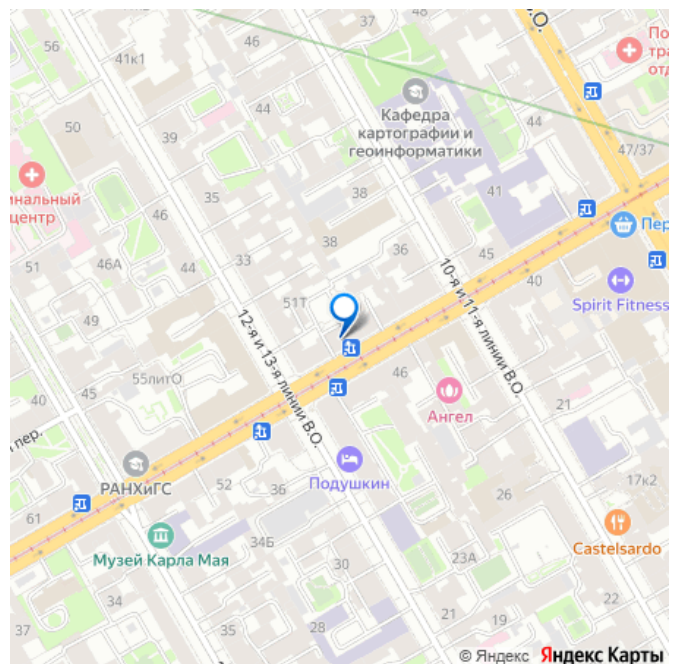 37
46
56
41к1
В.О.
По
тра
отд
44
50
39
Кафедра
картографии и
геоинформатики
44
47/37
инальный
центр
46
35
38
41
38
36
45
Пер
51
46А
44
33
40
10-я и 11-я линии В.О.
51Т
Spirit Fitness
49
12-я и 13-я линии В.О.
55литО
46
40
45
Ангел
21
пер.
РАНХиГС
52
36
Подушкин
17к2
26
61
34Б
Музей Карла Мая
Castelsardo
30
23А
34
21
19
35
28
22
21
© Яндекс Яндекс Карты